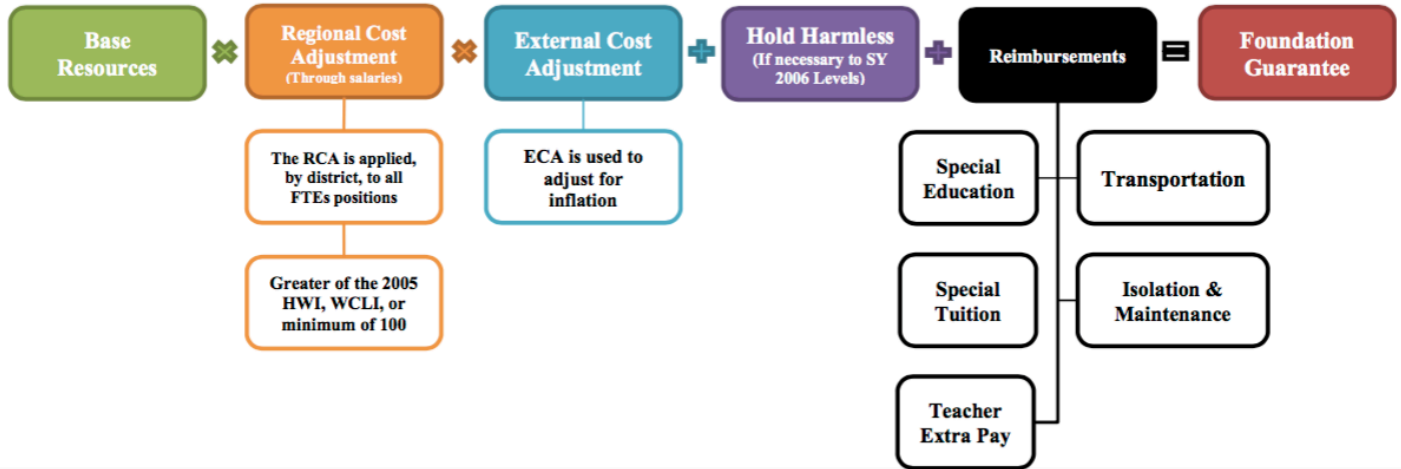 Base
Resources
Regional Cost
Adjustment
(Through salaries)
External Cost
Adjustment
Hold Harmless
(If necessary to SY
2006 Levels)
Reimbursements
Foundation
Guarantee
The RCA is applied,
by district, to all
FTEs positions
ECA is used to
adjust for
inflation
Special
Education
Transportation
Greater of the 2005
HWI, WCLI, or
minimum of 100
Special
Tuition
Isolation &
Maintenance
Teacher
Extra Pay